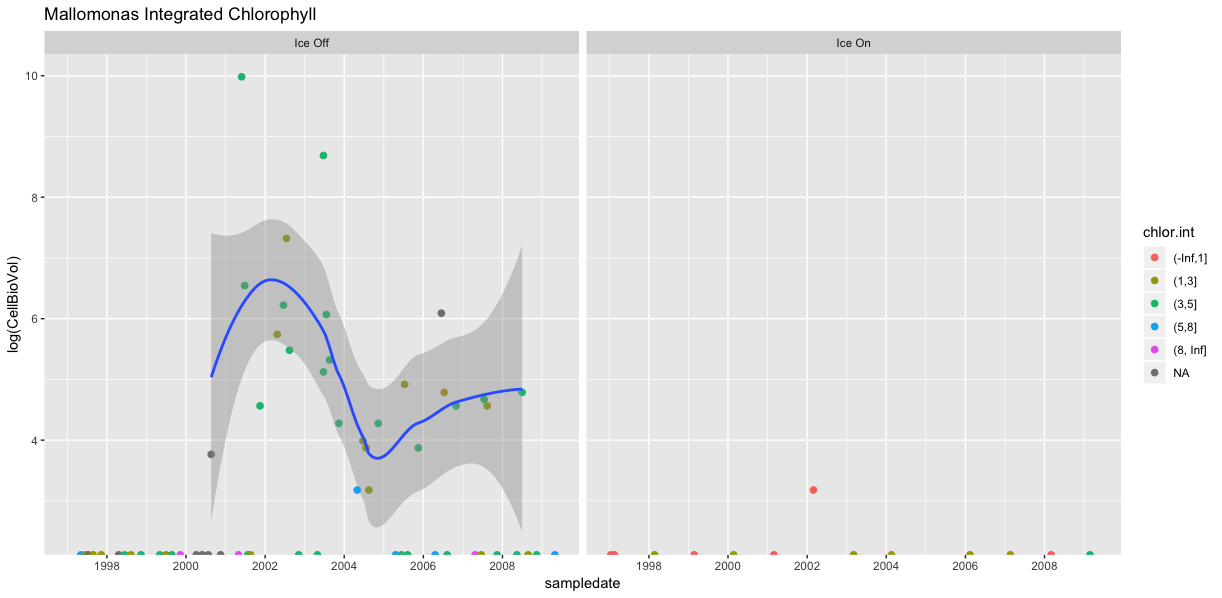 Mallomonas Integrated Chlorophyll
Ice Off
Ice On
10
8
6
4
log(CellBioVol)
1998 2000 2002 2004 2006 2008
1998 2000 2002 2004 2006 2008
sampledate
chlor.int
(-Inf,1]
(1,3]
(3,5]
(5,8]
(8, Inf]
NA